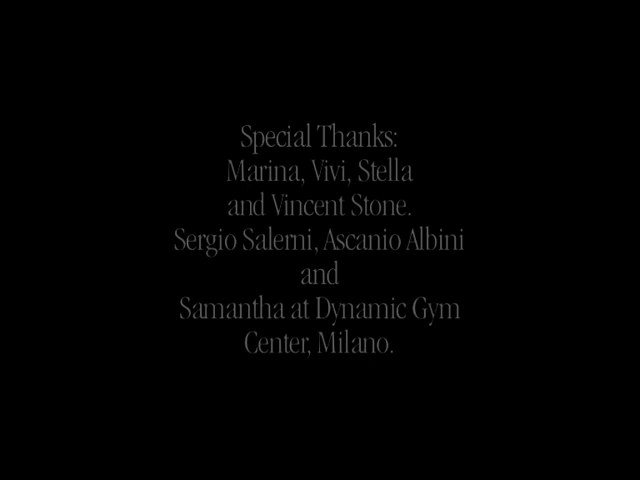 Special Thanks:
Marina, Vivi, Stella
and Vincent Stone.
Sergio Salerni, Ascanio Albini
and
Samantha at Dynamic Gym
Center, Milano.